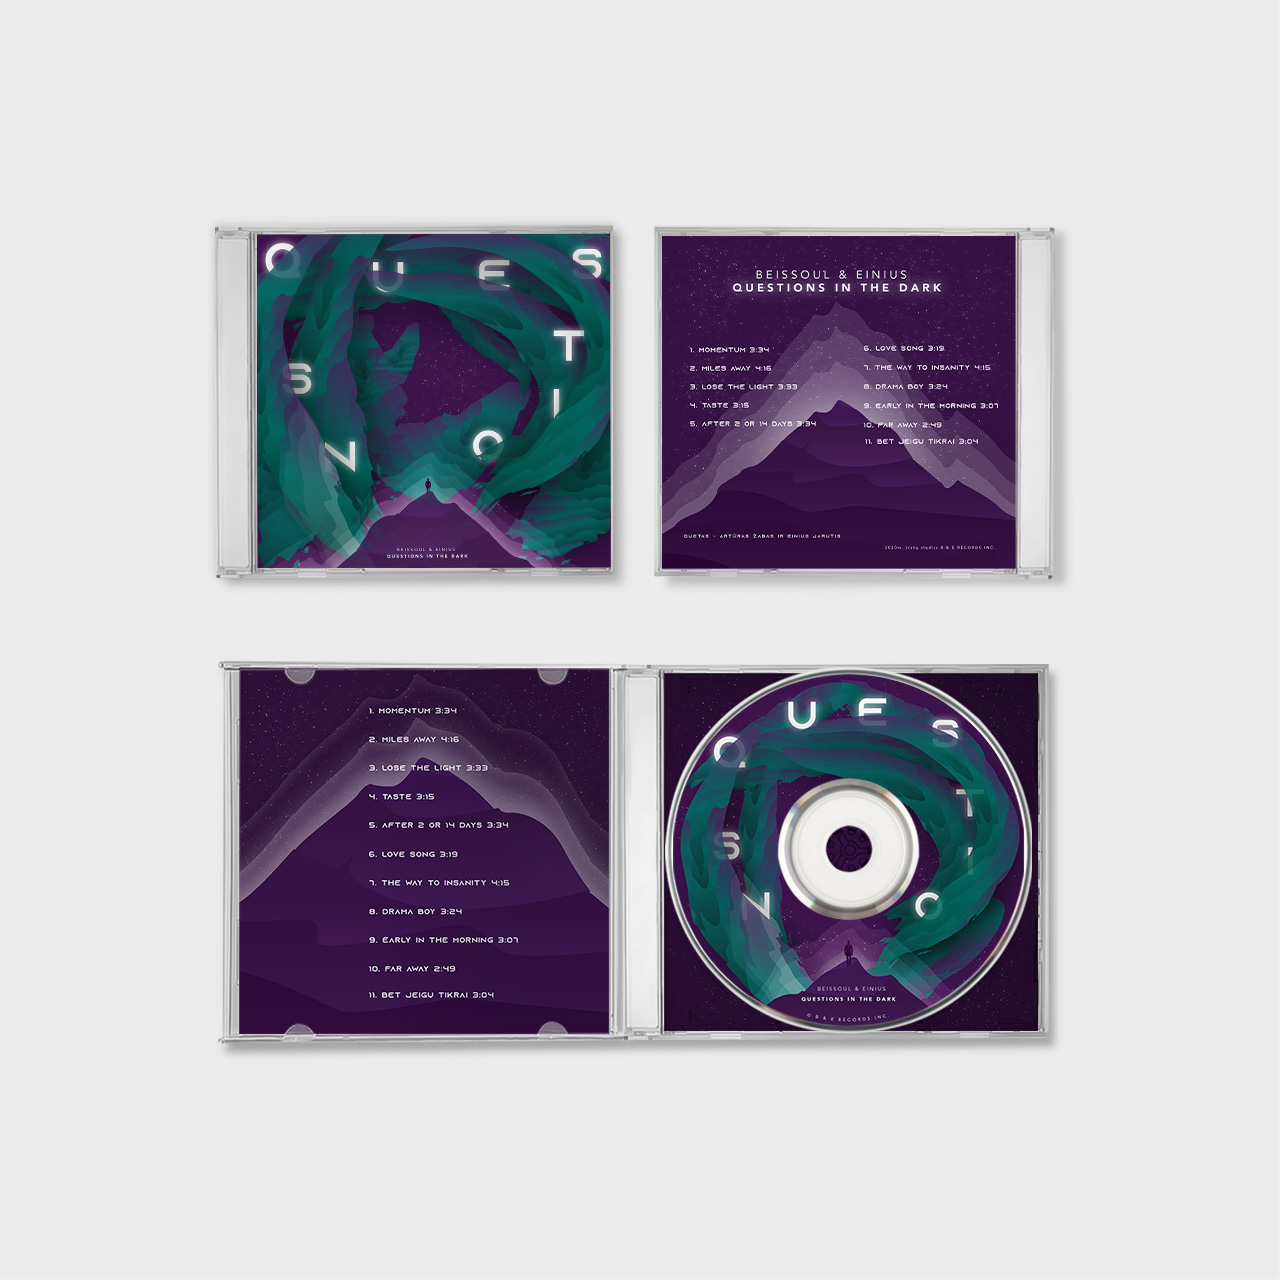 QUES
T
I
O
N
S
BEISSOUL & EINIUS
QUESTIONS IN THE DARK
BEISSOUL & EINIUS
QUESTIONS IN THE DARK
1. MOMENTUM 3:34
2. MILES AWAY 4:16
3. LOSE THE LIGHT 3:33
4. TASTE 3:15
5. AFTER 2 OR 14 DAYS 3:34
6. LOVE SONG 3:19
7. THE WAY TO INSANITY 4:15
8. DRAMA BOY 3:24
9. EARLY IN THE MORNING 3:07
10. FAR AWAY 2:49
11. BET JEIGU TIKRAI 3:04
DUETAS - ARTŪRAS ŽABAS IR EINIUS JARUTIS
2020m. Įrašų studija B & E RECORDS INC.
1. MOMENTUM 3:34
2. MILES AWAY 4:16
3. LOSE THE LIGHT 3:33
4. TASTE 3:15
5. AFTER 2 OR 14 DAYS 3:34
6. LOVE SONG 3:19
7. THE WAY TO INSANITY 4:15
8. DRAMA BOY 3:24
9. EARLY IN THE MORNING 3:07
10. FAR AWAY 2:49
11. BET JEIGU TIKRAI 3:04
QUES
T
I
O
N
S
BEISSOUL & EINIUS
QUESTIONS IN THE DARK
© B & E RECORDS INC.